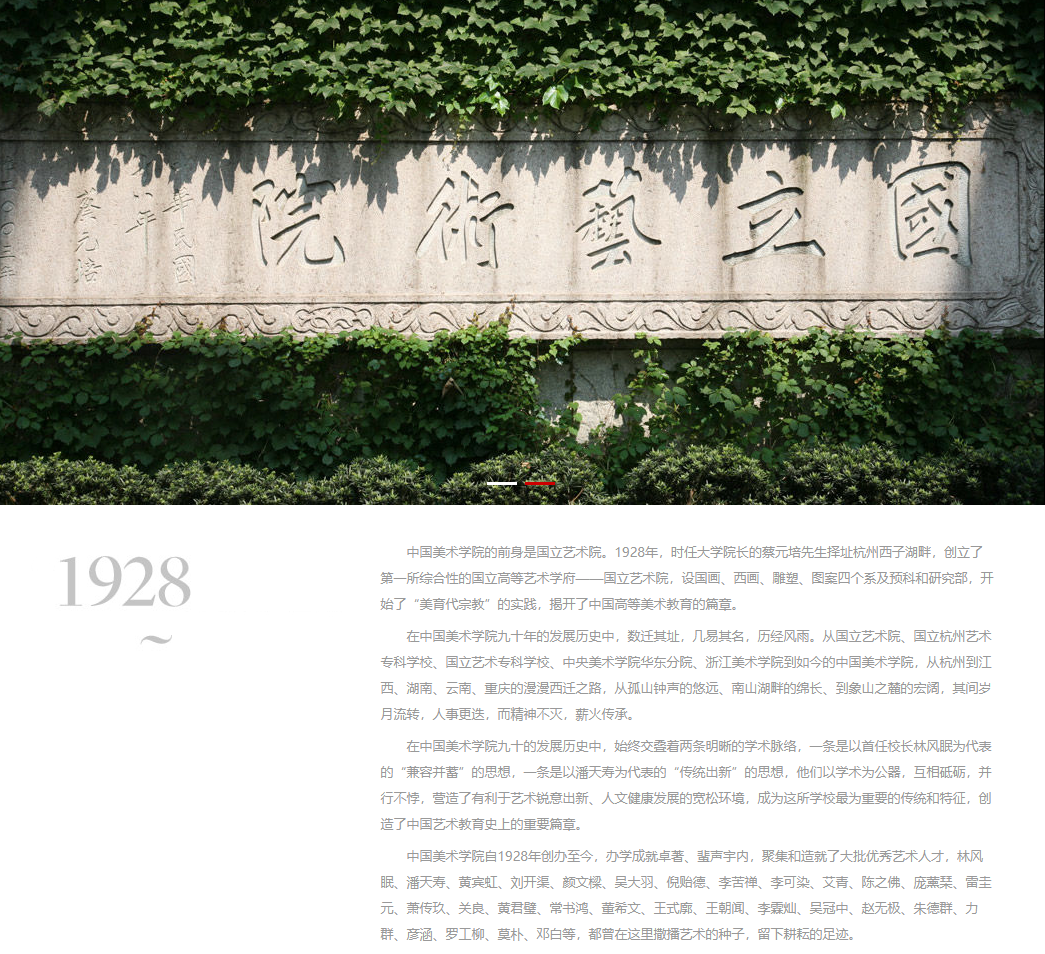 國立藝術院
年民國
八年
蔡元培
1928
~
中国美术学院的前身是国立艺术院。1928年，时任大学院长的蔡元培先生择址杭州西子湖畔，创立了
第一所综合性的国立高等艺术学府——国立艺术院，设国画、西画、雕塑、图案四个系及预科和研究部，开
始了“美育代宗教”的实践，揭开了中国高等美术教育的篇章。
在中国美术学院九十年的发展历史中，数迁其址，几易其名，历经风雨。从国立艺术院、国立杭州艺术
专科学校、国立艺术专科学校、中央美术学院华东分院、浙江美术学院到如今的中国美术学院，从杭州到江
西、湖南、云南、重庆的漫漫西迁之路，从孤山钟声的悠远、南山湖畔的绵长、到象山之麓的宏阔，其间岁
月流转，人事更迭，而精神不灭，薪火传承。
在中国美术学院九十的发展历史中，始终交叠着两条明晰的学术脉络，一条是以首任校长林风眠为代表
的“兼容并蓄”的思想，一条是以潘天寿为代表的“传统出新”的思想，他们以学术为公器，互相砥砺，并
行不悖，营造了有利于艺术锐意出新、人文健康发展的宽松环境，成为这所学校最为重要的传统和特征，创
造了中国艺术教育史上的重要篇章。
中国美术学院自1928年创办至今，办学成就卓著、蜚声宇内，聚集和造就了大批优秀艺术人才，林风
眠、潘天寿、黄宾虹、刘开渠、颜文樑、吴大羽、倪贻德、李苦禅、李可染、艾青、陈之佛、庞薰琹、雷圭
元、萧传玖、关良、黄君璧、常书鸿、董希文、王式廓、王朝闻、李霖灿、吴冠中、赵无极、朱德群、力
群、彦涵、罗工柳、莫朴、邓白等，都曾在这里撒播艺术的种子，留下耕耘的足迹。